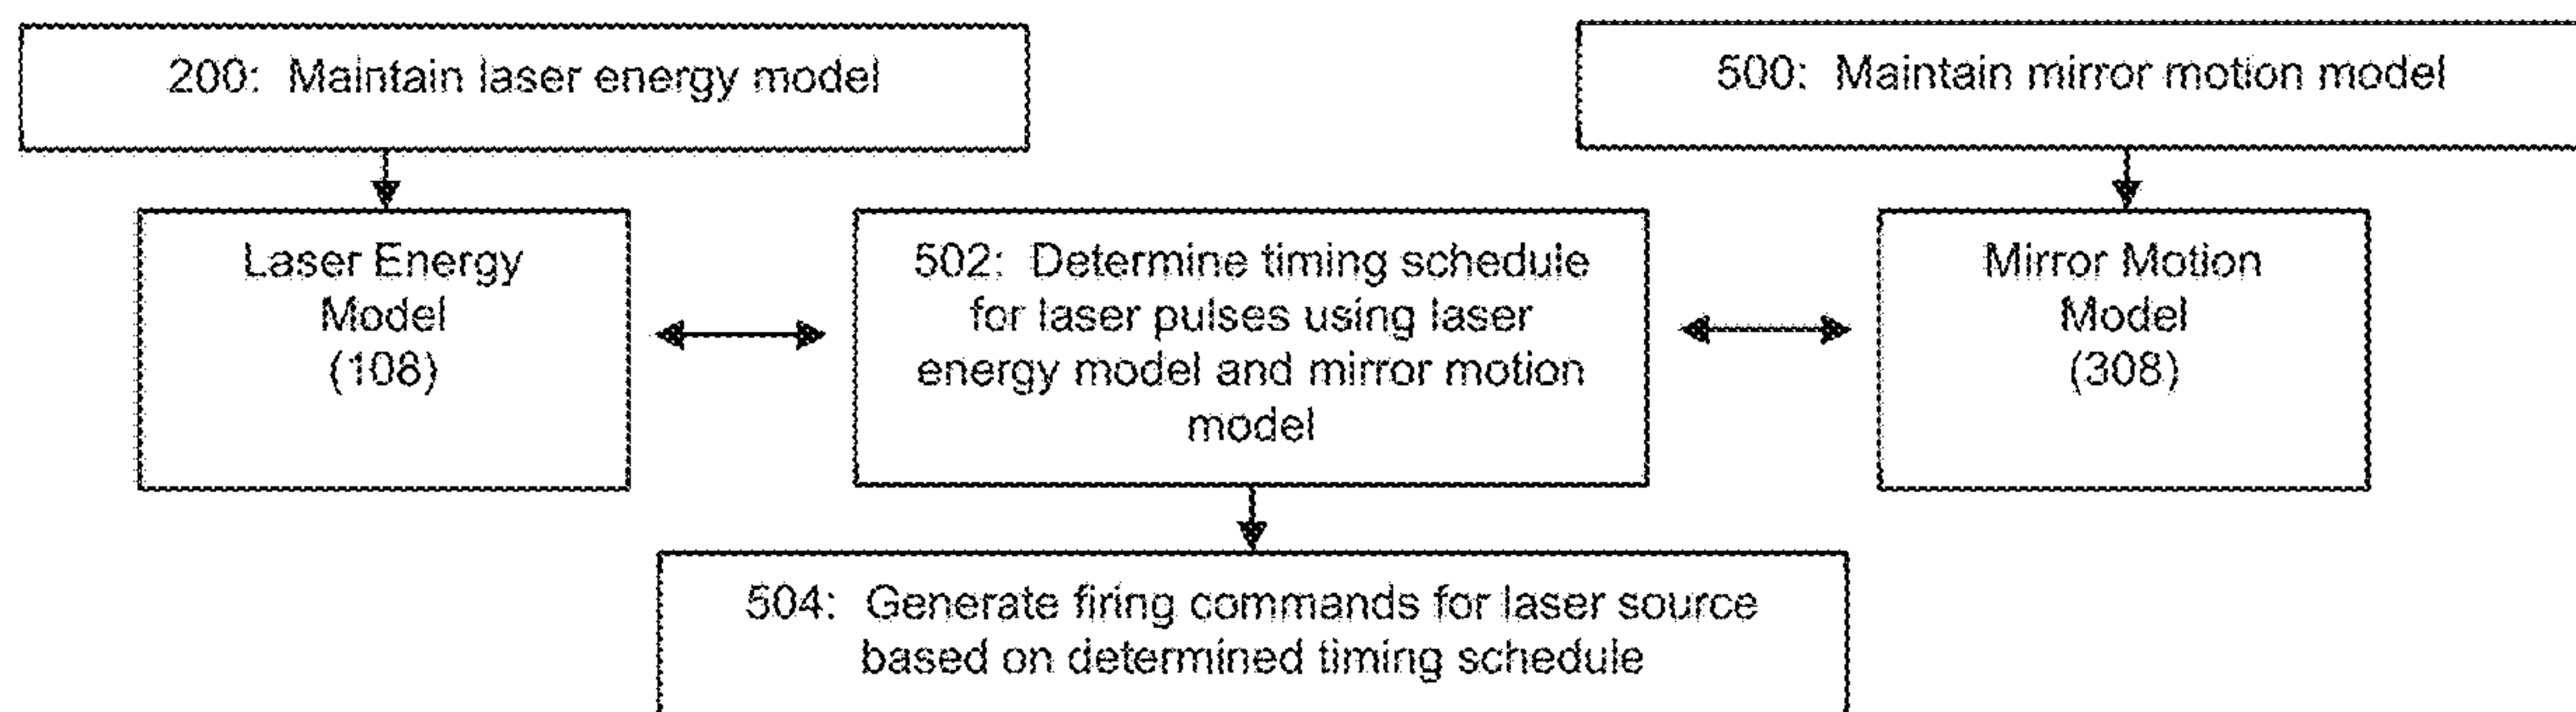 200: Maintain laser energy model
500: Maintain mirror motion model
Laser Energy
Model
(108)
502: Determine timing schedule
for laser pulses using laser
energy model and mirror motion
model
Mirror Motion
Model
(308)
504: Generate firing commands for laser source
based on determined timing schedule